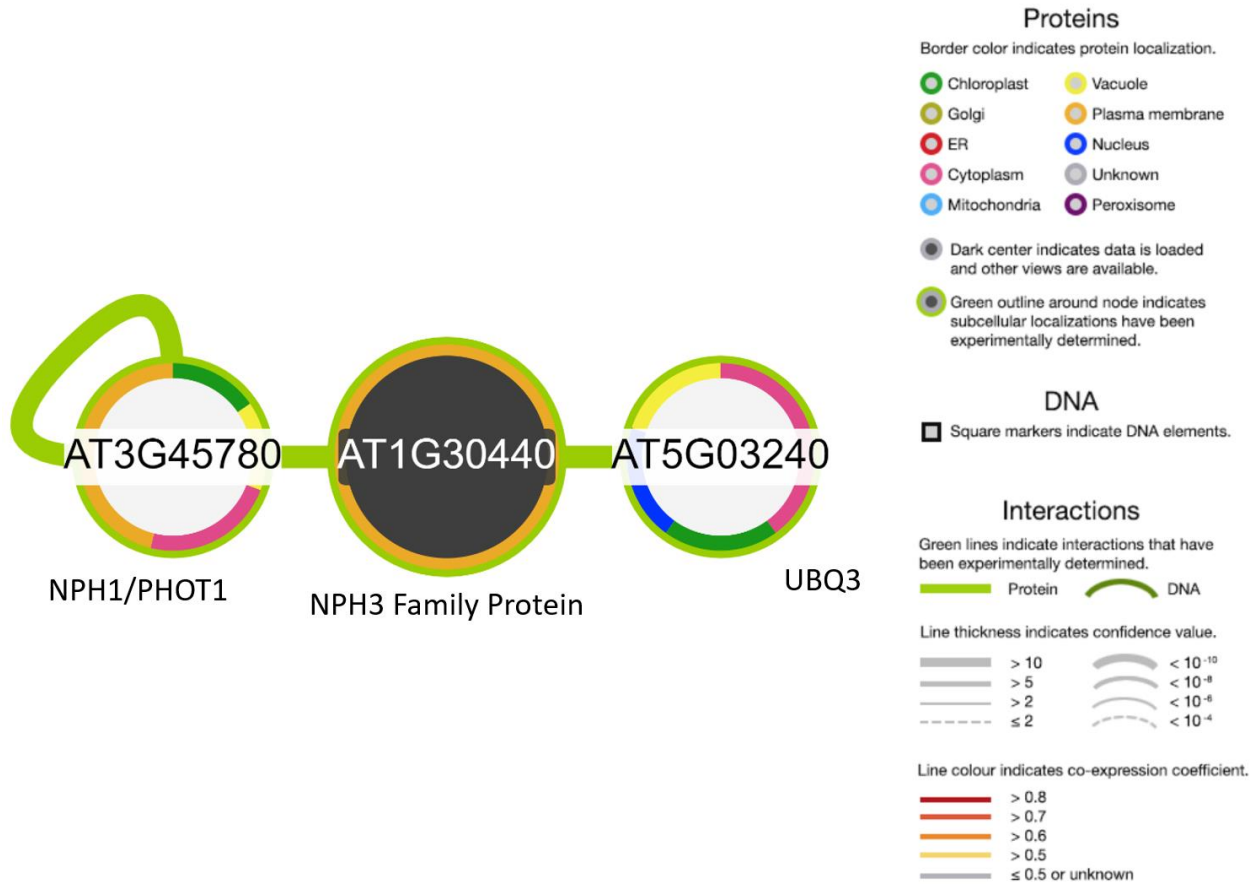 AT3G45780
AT1G30440
AT5G03240
NPH1/PHOT1
NPH3 Family Protein
UBQ3
Proteins
Border color indicates protein localization.
Chloroplast
Vacuole
Golgi
Plasma membrane
ER
Nucleus
Cytoplasm
Unknown
Mitochondria
Peroxisome
Dark center indicates data is loaded
and other views are available.
Green outline around node indicates
subcellular localizations have been
experimentally determined.
DNA
Square markers indicate DNA elements.
Interactions
Green lines indicate interactions that have
been experimentally determined.
Protein
DNA
Line thickness indicates confidence value.
> 10
< 10⁻¹⁰
> 5
< 10⁻⁸
> 2
< 10⁻⁶
≤ 2
< 10⁻⁴
Line colour indicates co-expression coefficient.
> 0.8
> 0.7
> 0.6
> 0.5
≤ 0.5 or unknown